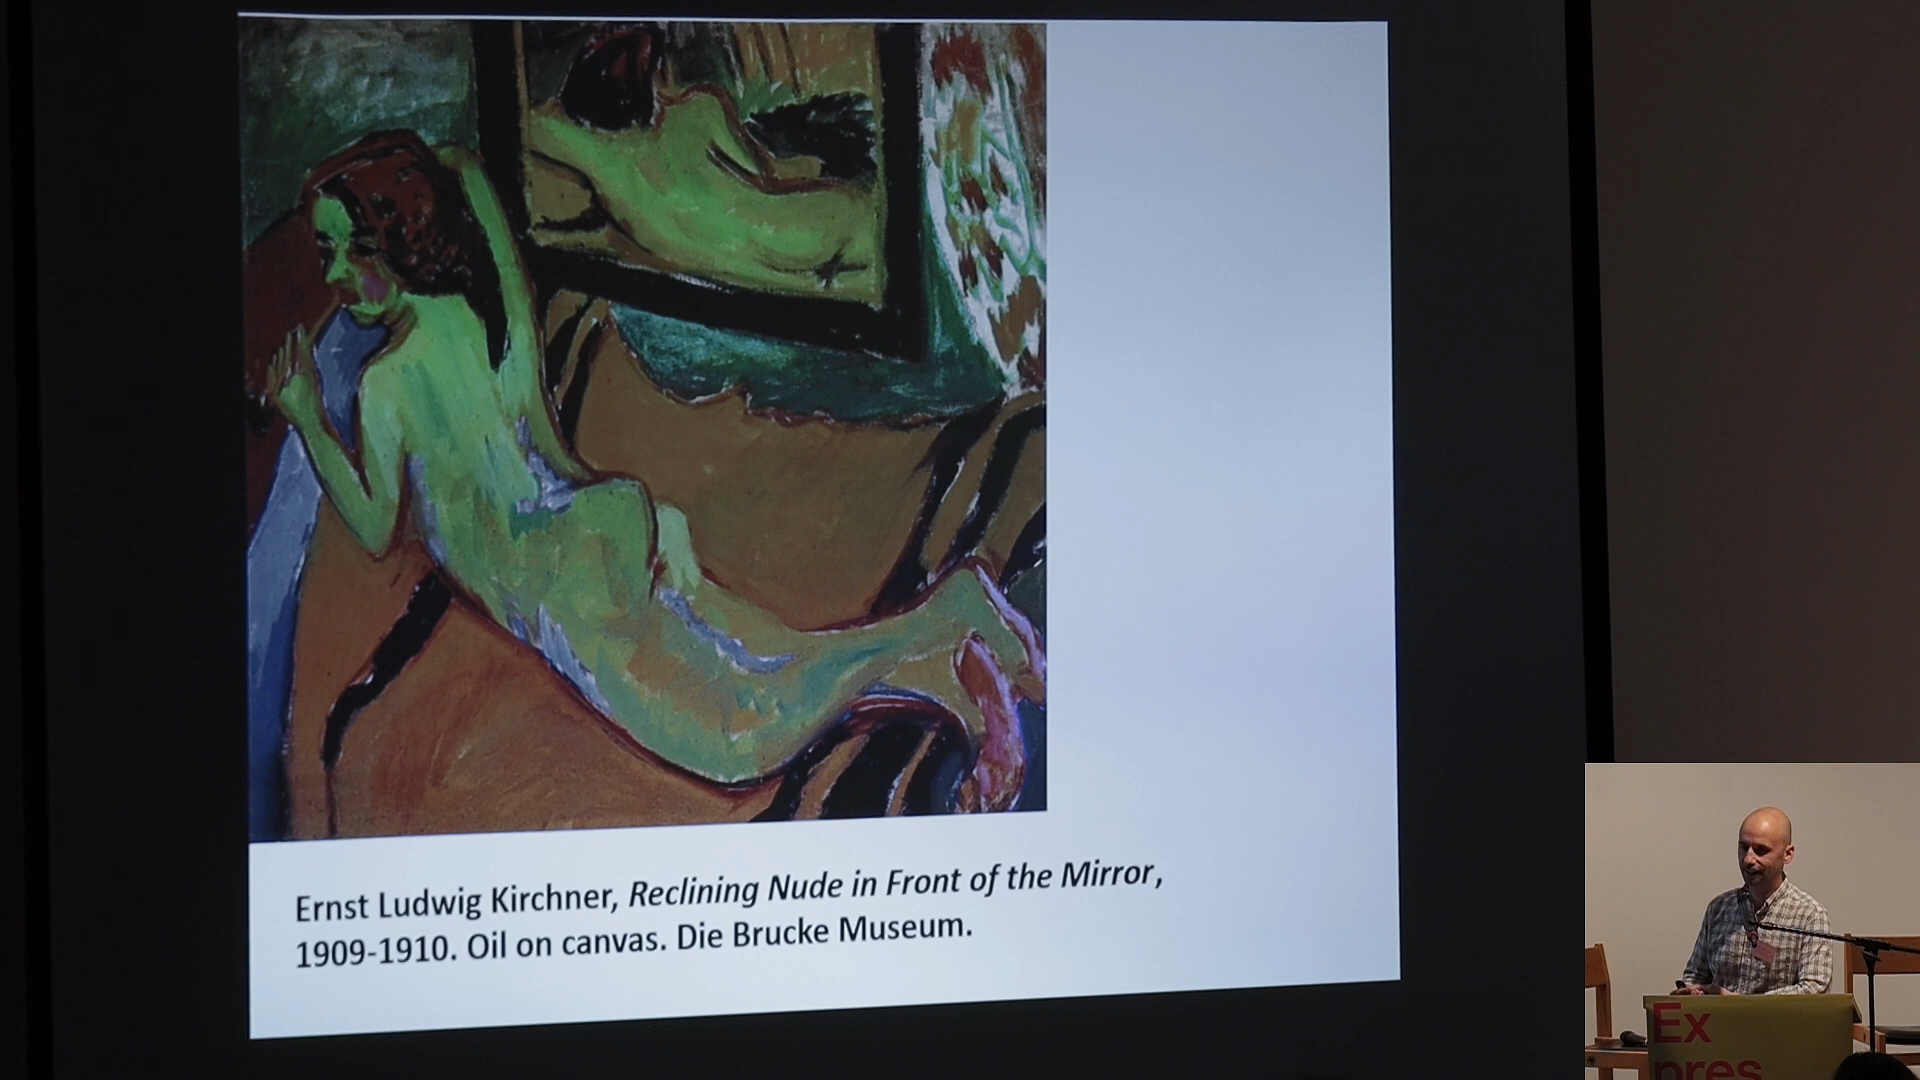 Ernst Ludwig Kirchner, Reclining Nude in Front of the Mirror,
1909-1910. Oil on canvas. Die Brucke Museum.
Ex
pres